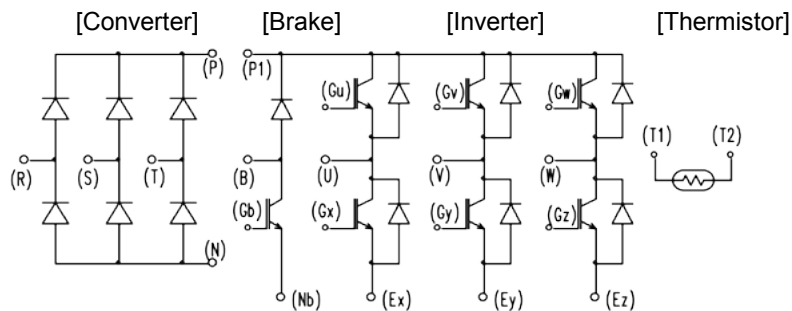 [Converter] [Brake] [Inverter] [Thermistor]
(P) (P1)
(Gu) (Gv) (Gw)
(T1) (T2)
(R) (S) (T) (B) (U) (V) (W)
(Gb) (Gx) (Gy) (Gz)
(N)
(Nb) (Ex) (Ey) (Ez)